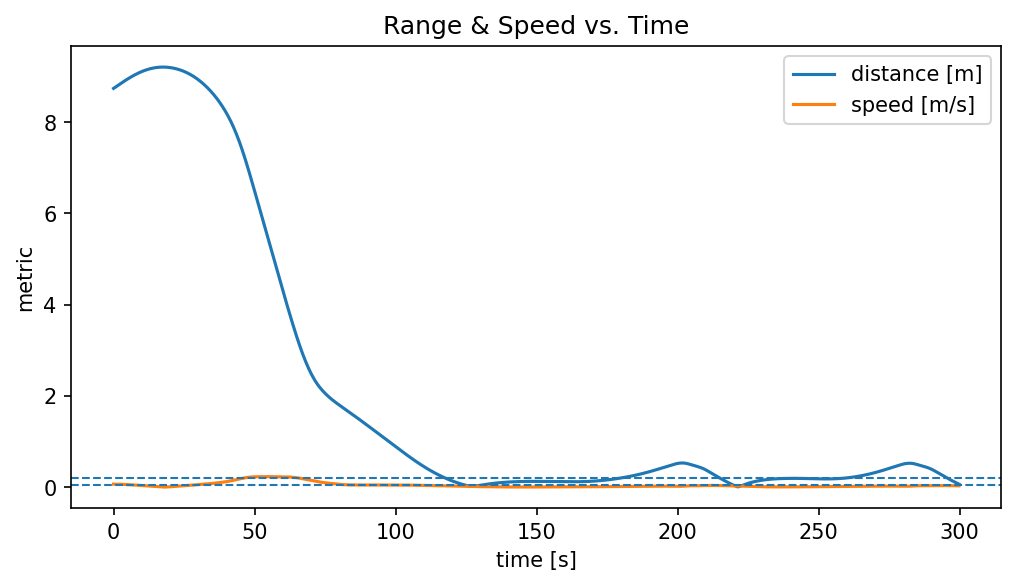 Range & Speed vs. Time
distance [m]
speed [m/s]
metric
8
6
4
2
0
0 50 100 150 200 250 300
time [s]